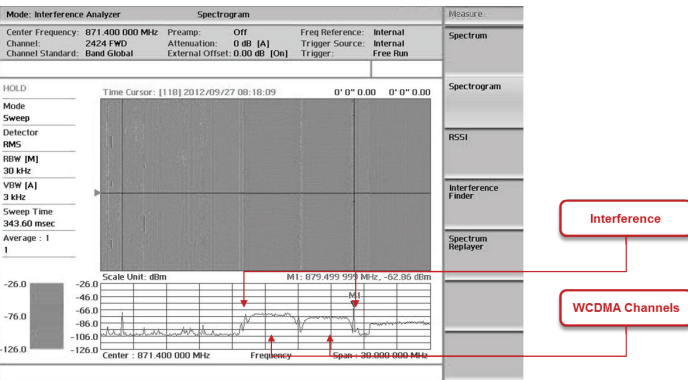 Mode: Interference Analyzer Spectrogram
Measure
Center Frequency: 871.400 000 MHz Preamp: Off Freq Reference: Internal
Channel: 2424 FWD Attenuation: 0 dB [A] Trigger Source: Internal
Channel Standard: Band Global External Offset: 0.00 dB [On] Trigger: Free Run
Spectrum
HOLD
Time Cursor: [118] 2012/09/27 08:18:09 0' 0" 0.00 0' 0" 0.00
Spectrogram
Mode
Sweep
Detector
RMS
RBW [M]
30 kHz
VBW [A]
3 kHz
Sweep Time
343.60 msec
Average : 1
1
RSSI
Interference
Finder
Spectrum
Replayer
Interference
WCDMA Channels
Scale Unit: dBm M1: 879.499 999 MHz, -62.86 dBm
M1
-26.0
-76.0
-126.0
-26.0
-46.0
-66.0
-86.0
-106.0
-126.0
Center : 871.400 000 MHz Frequency Span : 30.000 000 MHz